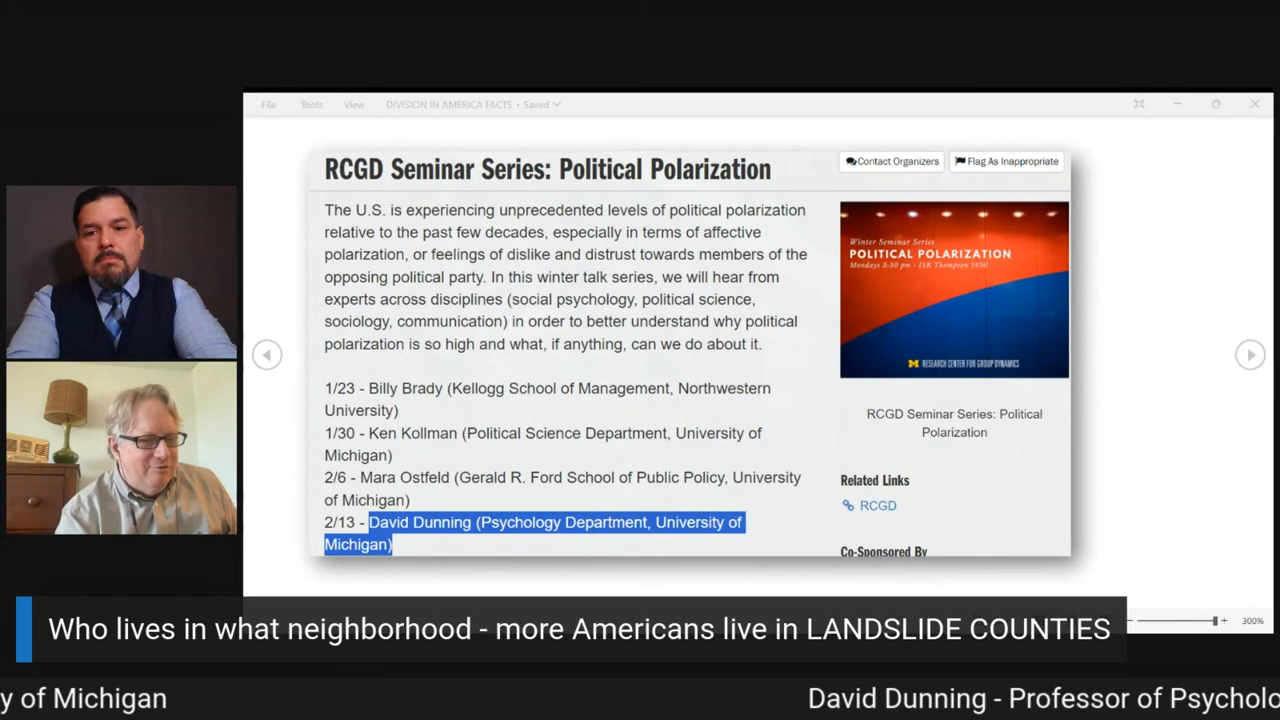 File Tools View DIVISION IN AMERICA FACTS • Saved
RCGD Seminar Series: Political Polarization
Contact Organizers
Flag As Inappropriate
The U.S. is experiencing unprecedented levels of political polarization
relative to the past few decades, especially in terms of affective
polarization, or feelings of dislike and distrust towards members of the
opposing political party. In this winter talk series, we will hear from
experts across disciplines (social psychology, political science,
sociology, communication) in order to better understand why political
polarization is so high and what, if anything, can we do about it.
1/23 - Billy Brady (Kellogg School of Management, Northwestern
University)
1/30 - Ken Kollman (Political Science Department, University of
Michigan)
2/6 - Mara Ostfeld (Gerald R. Ford School of Public Policy, University
of Michigan)
2/13 - David Dunning (Psychology Department, University of
Michigan)
Winter Seminar Series
POLITICAL POLARIZATION
Mondays 3:30 pm - ISR Thompson 1430
M RESEARCH CENTER FOR GROUP DYNAMICS
RCGD Seminar Series: Political
Polarization
Related Links
RCGD
Co-Sponsored By
300%
Who lives in what neighborhood - more Americans live in LANDSLIDE COUNTIES
y of Michigan
David Dunning - Professor of Psycholo